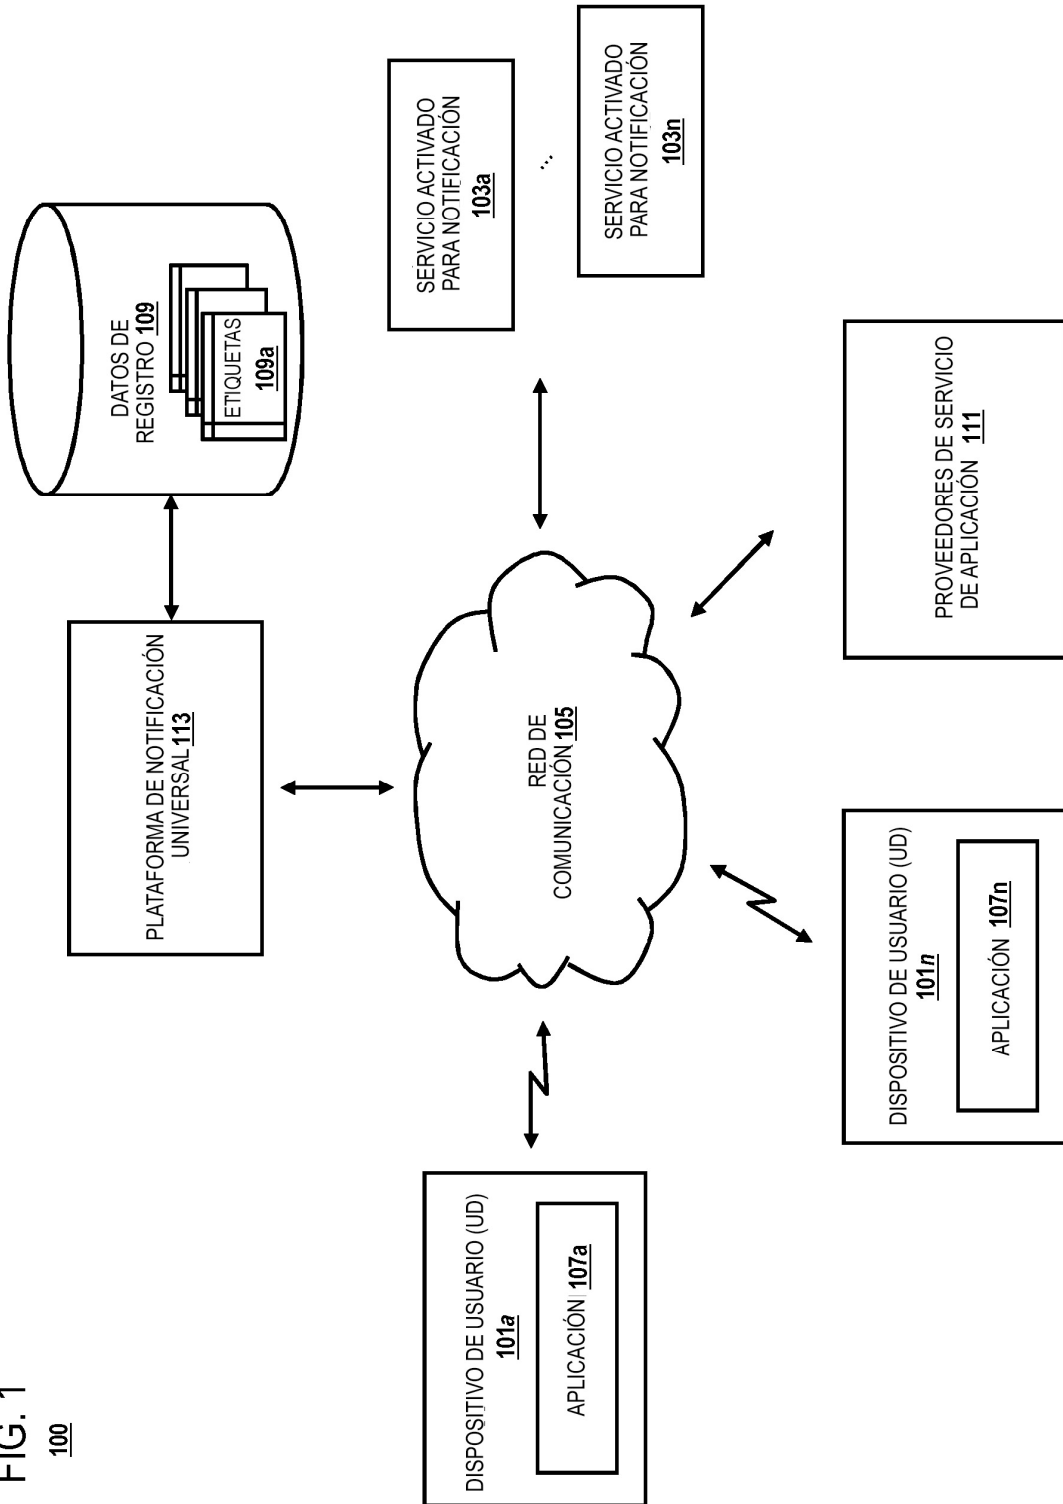 FIG. 1
100
PLATAFORMA DE NOTIFICACIÓN
UNIVERSAL 113
DATOS DE
REGISTRO 109
ETIQUETAS
109a
SERVICIO ACTIVADO
PARA NOTIFICACIÓN
103a
...
SERVICIO ACTIVADO
PARA NOTIFICACIÓN
103n
RED DE
COMUNICACIÓN 105
DISPOSITIVO DE USUARIO (UD)
101a
APLICACIÓN 107a
DISPOSITIVO DE USUARIO (UD)
101n
APLICACIÓN 107n
PROVEEDORES DE SERVICIO
DE APLICACIÓN 111